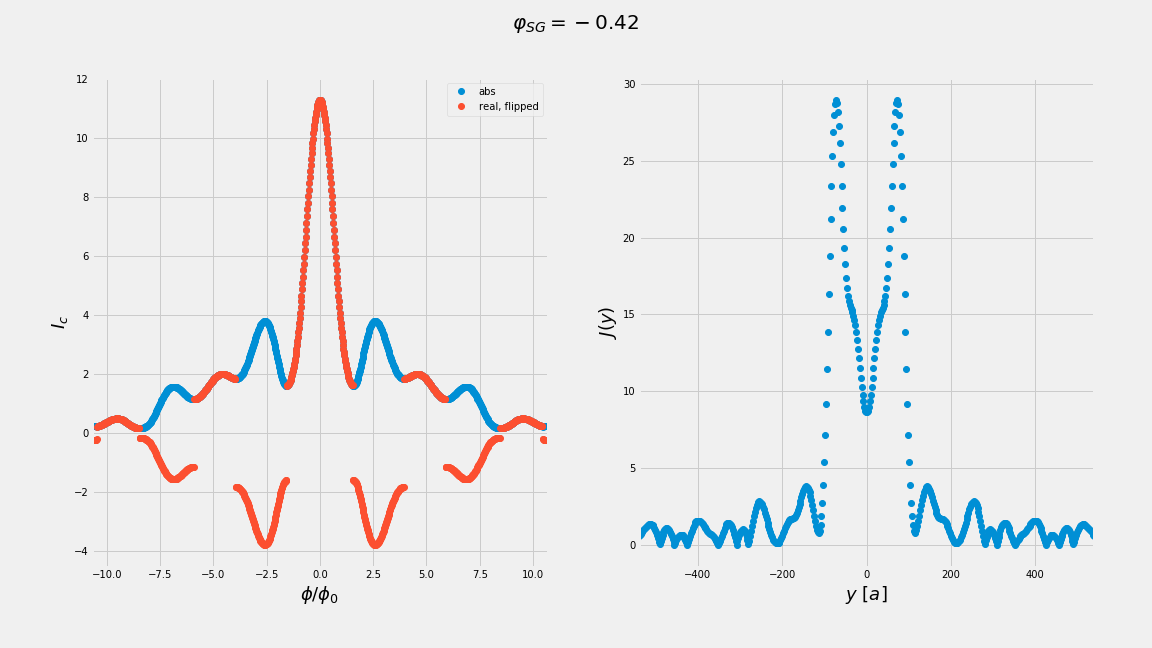 φ_SG = −0.42
12
10
8
6
4
2
0
−2
−4
I_c
abs
real, flipped
−10.0 −7.5 −5.0 −2.5 0.0 2.5 5.0 7.5 10.0
ϕ/ϕ_0
30
25
20
15
10
5
0
J(y)
−400 −200 0 200 400
y [a]